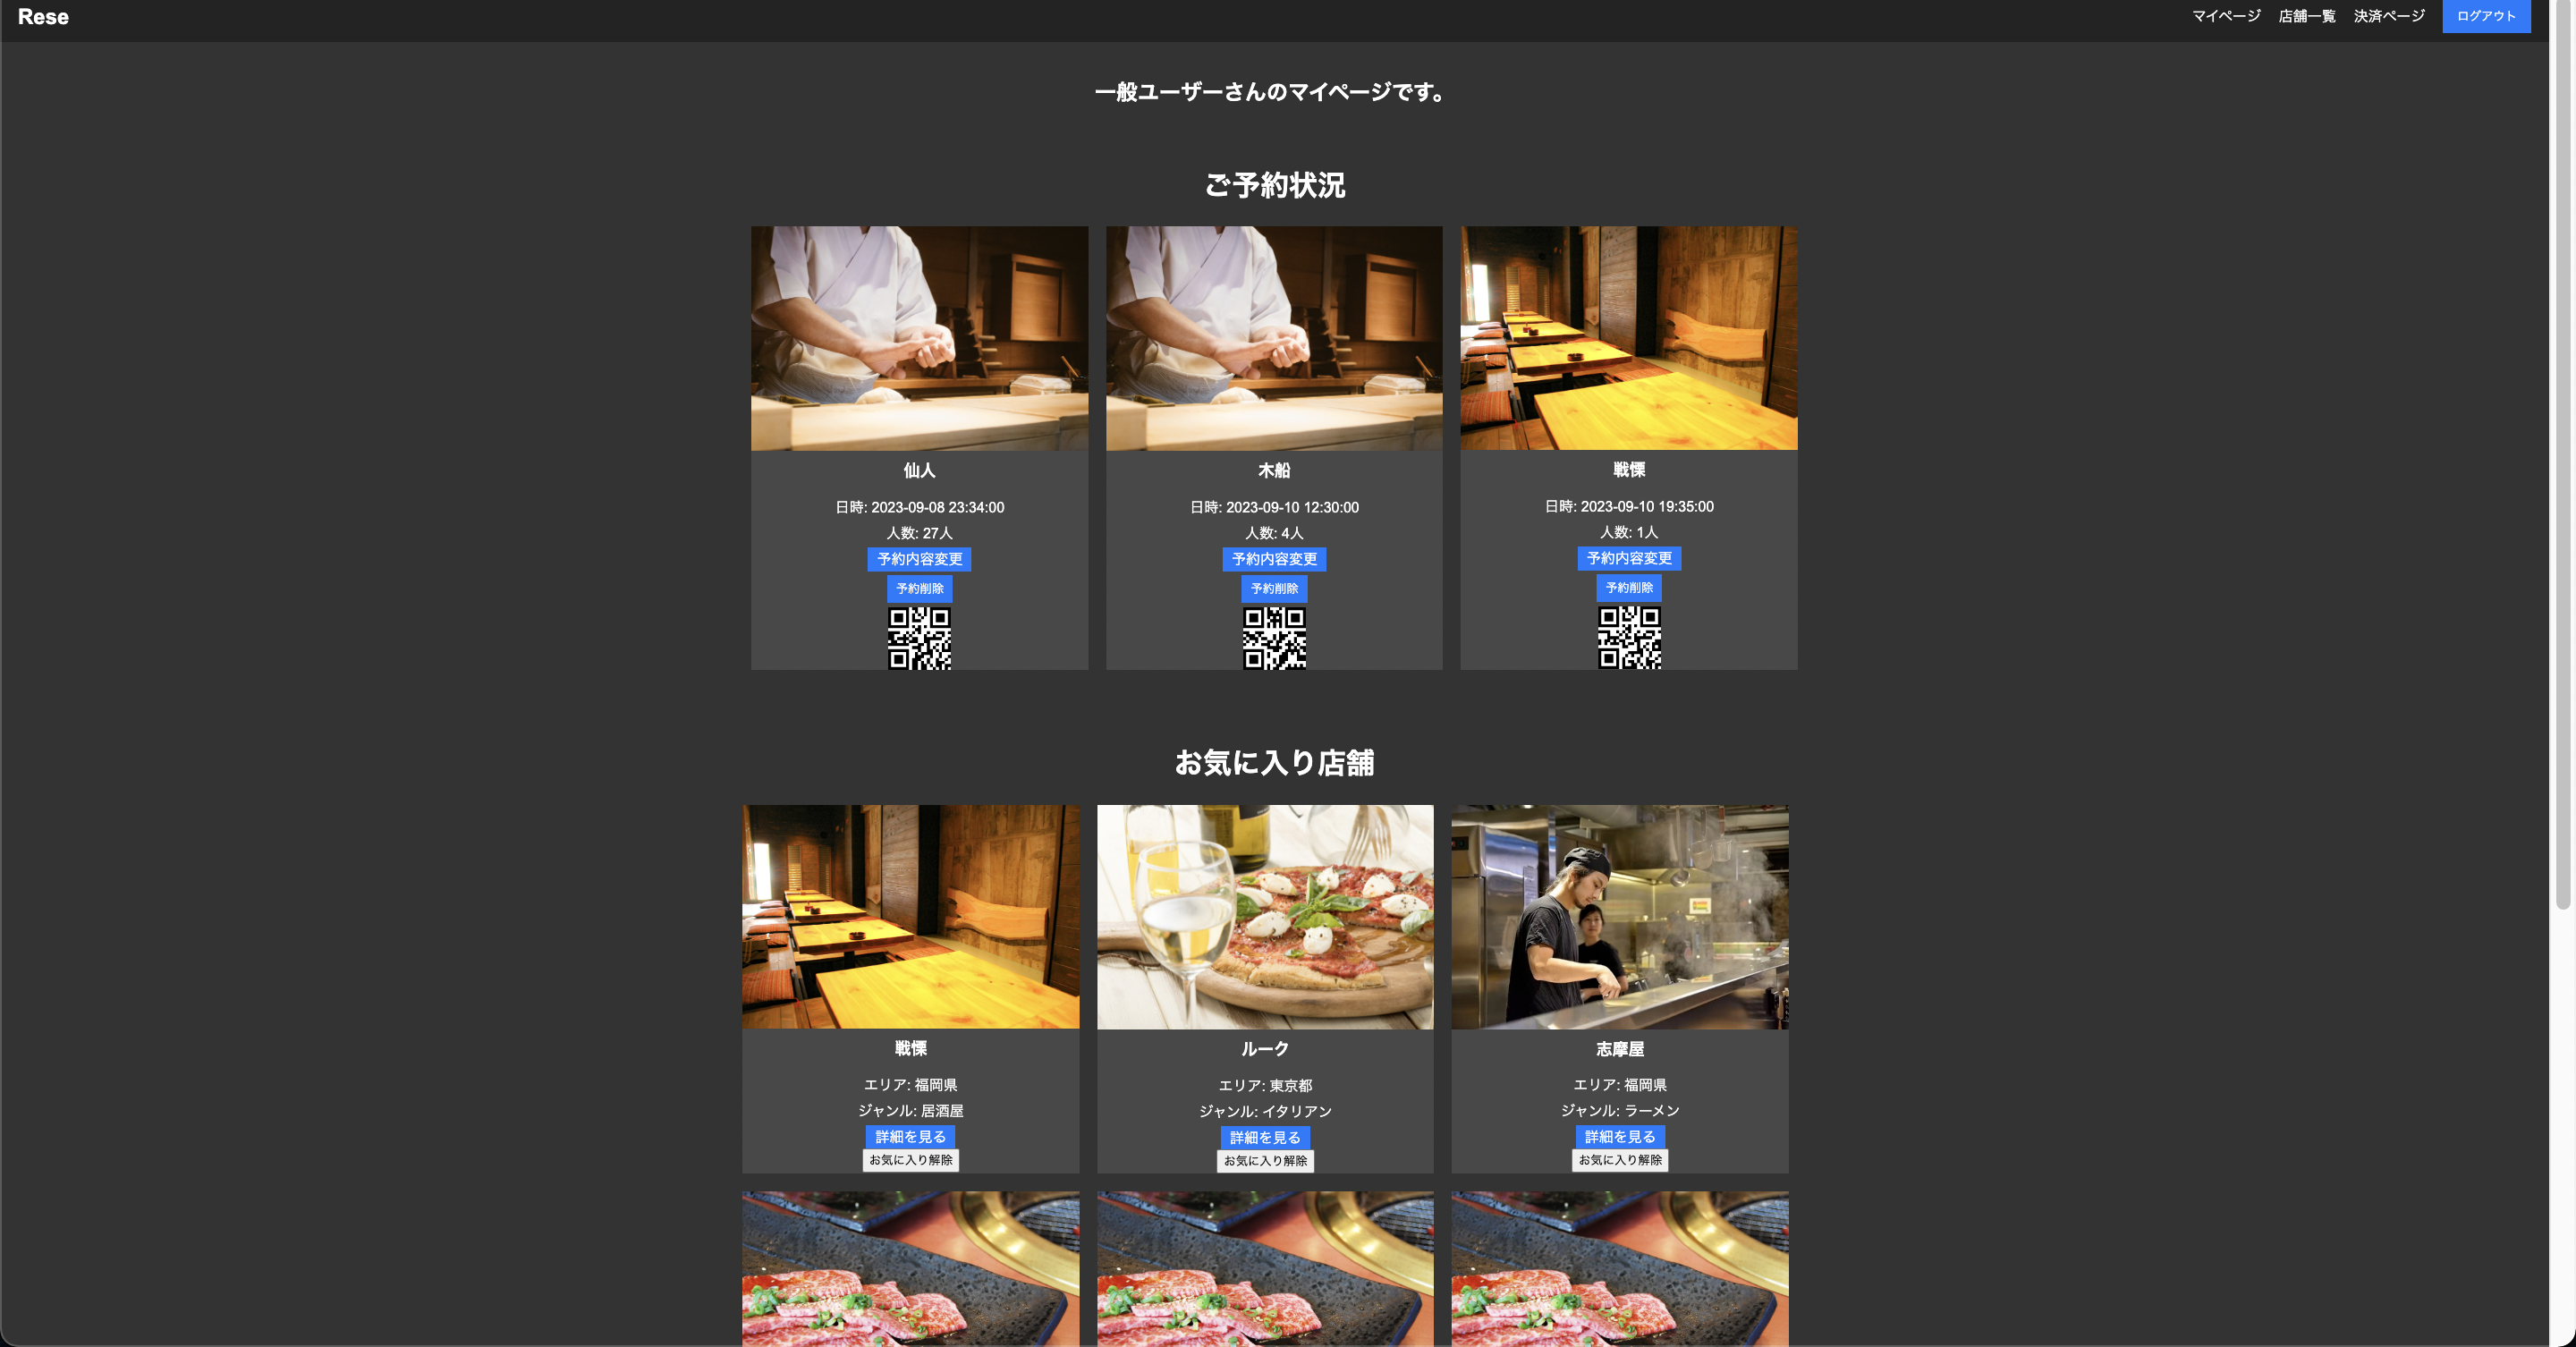 Rese
マイページ 店舗一覧 決済ページ ログアウト
一般ユーザーさんのマイページです。
ご予約状況
仙人
日時: 2023-09-08 23:34:00
人数: 27人
予約内容変更
予約削除
木船
日時: 2023-09-10 12:30:00
人数: 4人
予約内容変更
予約削除
戦慄
日時: 2023-09-10 19:35:00
人数: 1人
予約内容変更
予約削除
お気に入り店舗
戦慄
エリア: 福岡県
ジャンル: 居酒屋
詳細を見る
お気に入り解除
ルーク
エリア: 東京都
ジャンル: イタリアン
詳細を見る
お気に入り解除
志摩屋
エリア: 福岡県
ジャンル: ラーメン
詳細を見る
お気に入り解除